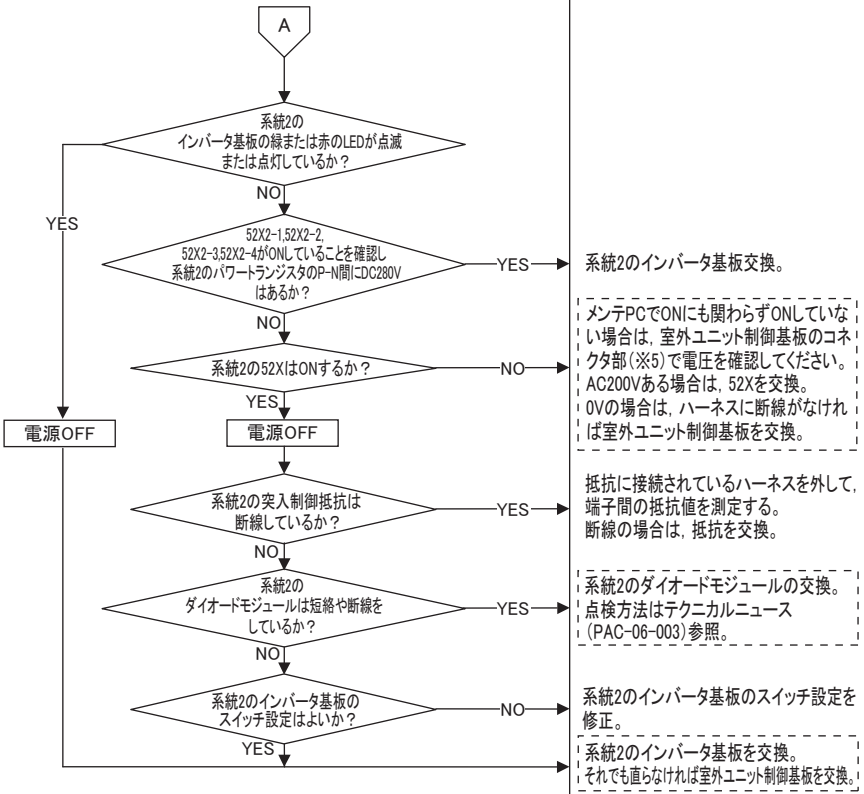 A
系統2の
インバータ基板の緑または赤のLEDが点滅
または点灯しているか？
NO
YES
52X2-1,52X2-2,
52X2-3,52X2-4がONしていることを確認し
系統2のパワートランジスタのP-N間にDC280V
はあるか？
YES
系統2のインバータ基板交換。
NO
系統2の52XはONするか？
NO
メンテPCでONにも関わらずONしていな
い場合は，室外ユニット制御基板のコネ
クタ部（※5）で電圧を確認してください。
AC200Vある場合は，52Xを交換。
0Vの場合は，ハーネスに断線がなけれ
ば室外ユニット制御基板を交換。
YES
電源OFF
電源OFF
系統2の突入制御抵抗は
断線しているか？
YES
抵抗に接続されているハーネスを外して，
端子間の抵抗値を測定する。
断線の場合は，抵抗を交換。
NO
系統2の
ダイオードモジュールは短絡や断線を
しているか？
YES
系統2のダイオードモジュールの交換。
点検方法はテクニカルニュース
（PAC-06-003）参照。
NO
系統2のインバータ基板の
スイッチ設定はよいか？
NO
系統2のインバータ基板のスイッチ設定を
修正。
YES
系統2のインバータ基板を交換。
それでも直らなければ室外ユニット制御基板を交換。